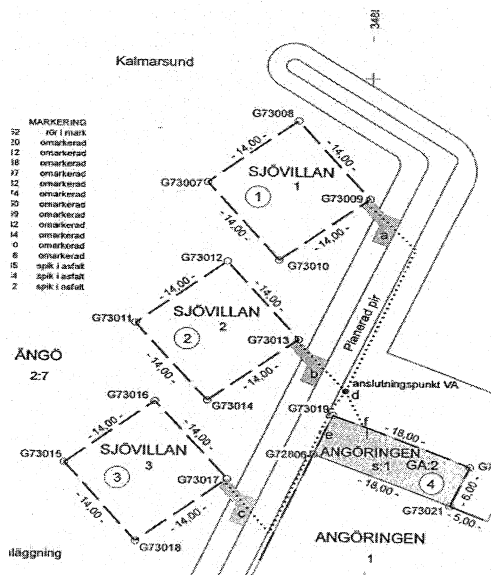 Kalmarsund
3480
G73008
MARKERING
rör i mark
omarkerad
omarkerad
omarkerad
omarkerad
omarkerad
omarkerad
omarkerad
omarkerad
omarkerad
omarkerad
omarkerad
omarkerad
spik i asfalt
spik i asfalt
spik i asfalt
-14,00-
-14,00-
G73007
SJÖVILLAN
1
1
G73009
a
-14,00-
-14,00-
G73010
G73012
-14,00-
-14,00-
Planerad pir
G73011
SJÖVILLAN
2
2
G73013
b
ÄNGÖ
2:7
-14,00-
-14,00-
G73014
anslutningspunkt VA
d
G73016
G73019
f
-18,00-
-14,00-
-14,00-
e
G73015
SJÖVILLAN
3
3
G72806
ANGÖRINGEN
s:1
GA:2
4
-6,00-
G73017
-18,00-
G73021
-5,00-
c
-14,00-
-14,00-
G73018
ANGÖRINGEN
1
läggning